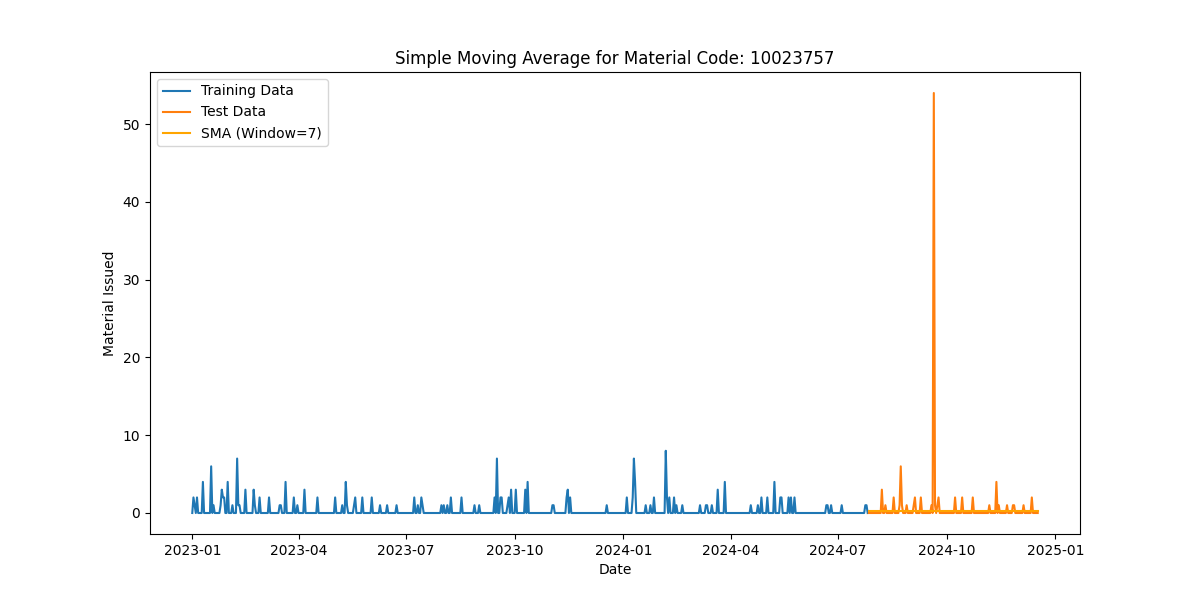 Simple Moving Average for Material Code: 10023757
Training Data
Test Data
SMA (Window=7)
Material Issued
50
40
30
20
10
0
2023-01 2023-04 2023-07 2023-10 2024-01 2024-04 2024-07 2024-10 2025-01
Date